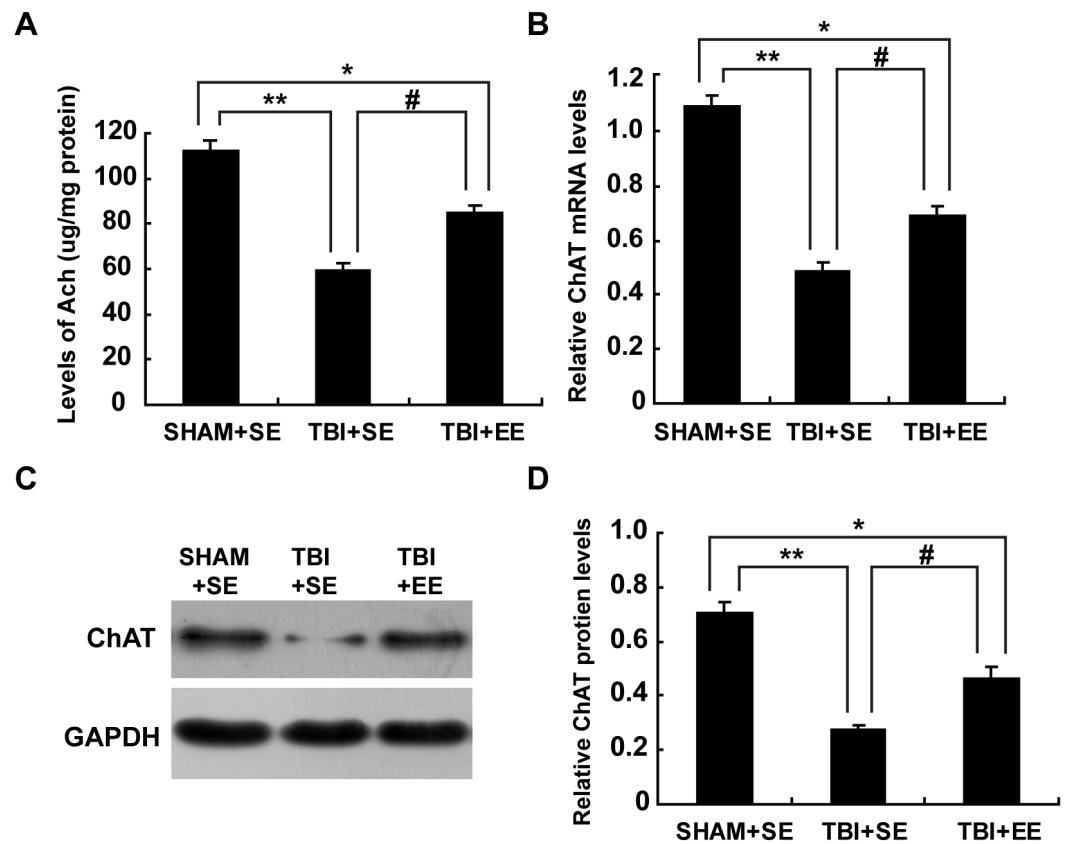 A
Levels of Ach (ug/mg protein)
120
100
80
60
40
20
0
*
**
#
SHAM+SE
TBI+SE
TBI+EE
B
Relative ChAT mRNA levels
1.2
1.0
0.8
0.6
0.4
0.2
0
*
**
#
SHAM+SE
TBI+SE
TBI+EE
C
SHAM
+SE
TBI
+SE
TBI
+EE
ChAT
GAPDH
D
Relative ChAT protien levels
1.0
0.8
0.6
0.4
0.2
0
*
**
#
SHAM+SE
TBI+SE
TBI+EE